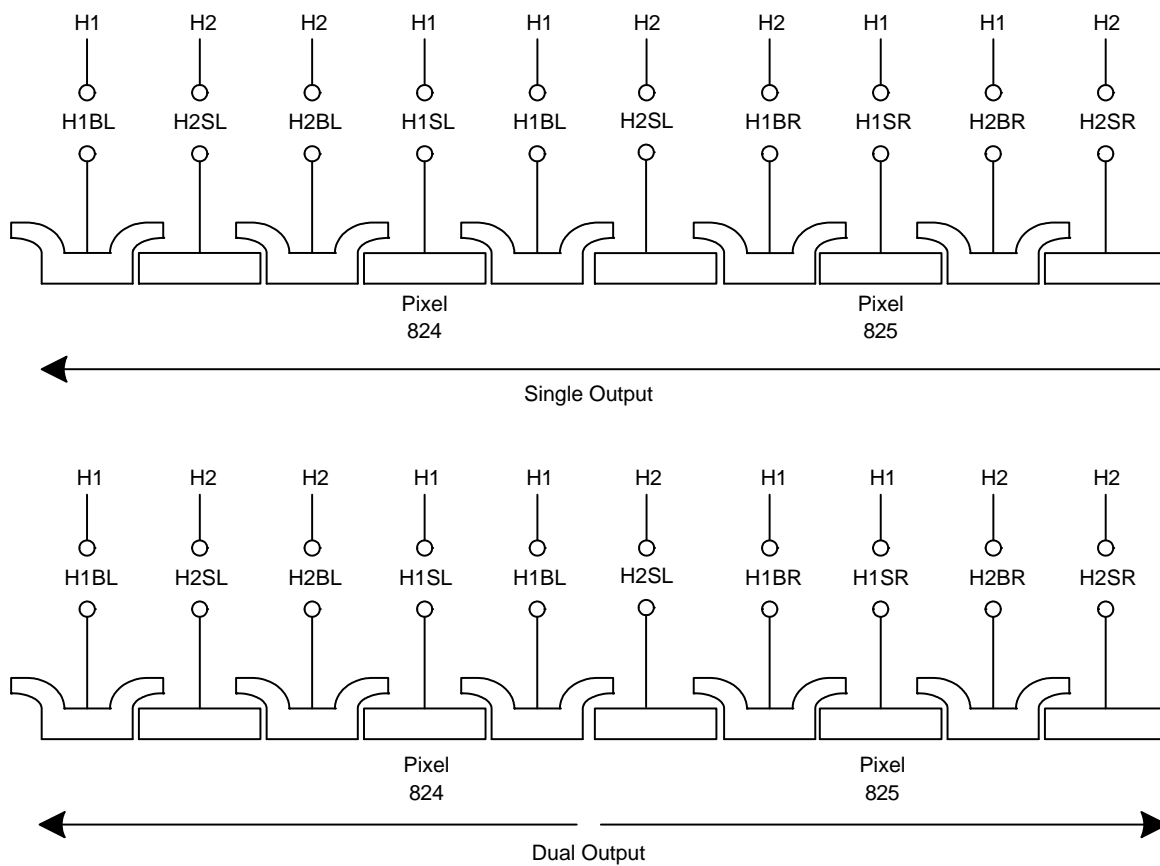 H1 H2 H2 H1 H1 H2 H2 H1 H1 H2
H1BL H2SL H2BL H1SL H1BL H2SL H1BR H1SR H2BR H2SR
Pixel Pixel
824 825
Single Output
H1 H2 H2 H1 H1 H2 H1 H1 H2 H2
H1BL H2SL H2BL H1SL H1BL H2SL H1BR H1SR H2BR H2SR
Pixel Pixel
824 825
Dual Output